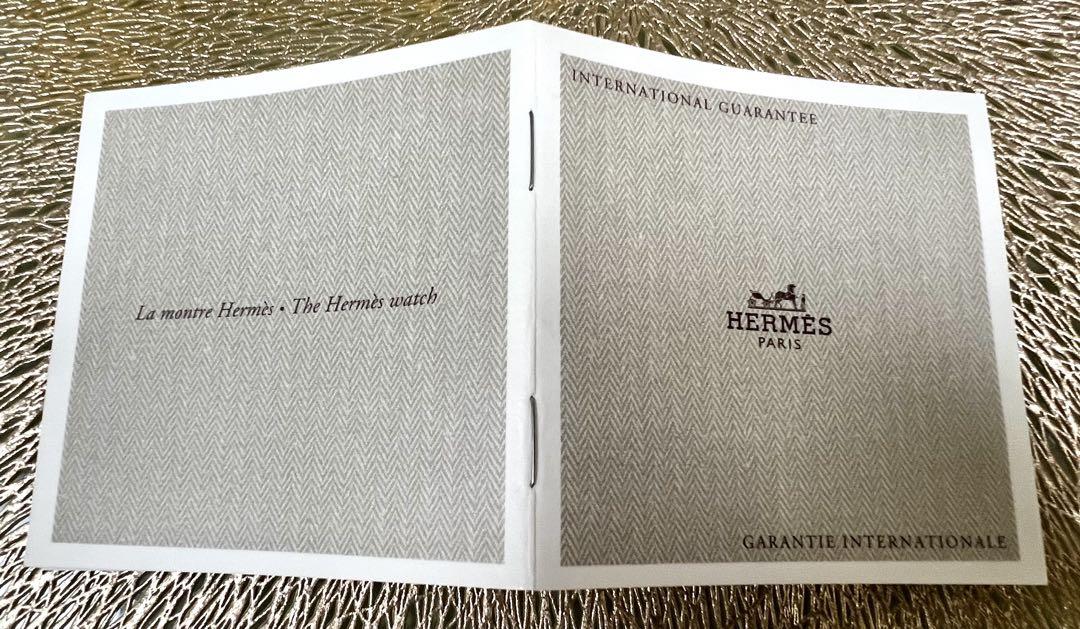 La montre Hermès • The Hermès watch
INTERNATIONAL GUARANTEE
HERMÈS
PARIS
GARANTIE INTERNATIONALE